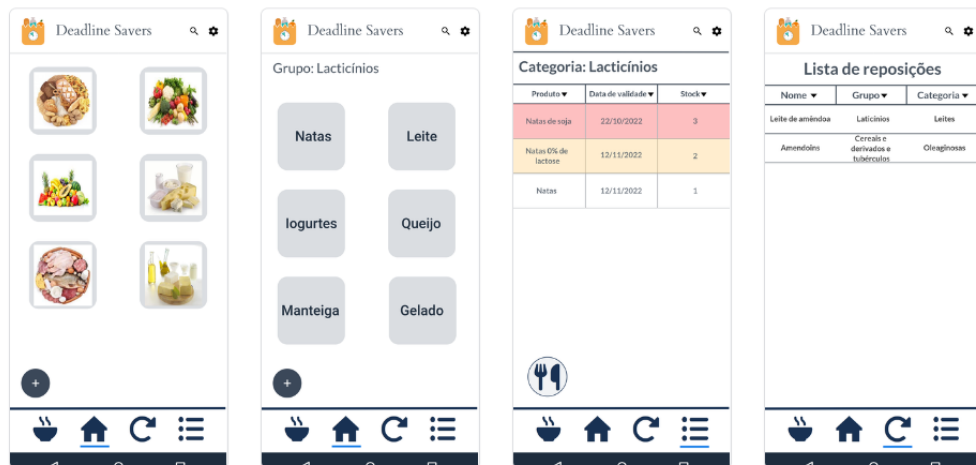 Deadline Savers
+
Deadline Savers
Grupo: Lacticínios
Natas
Leite
Iogurtes
Queijo
Manteiga
Gelado
+
Deadline Savers
Categoria: Lacticínios
Produto Data de validade Stock
Natas de soja 22/10/2022 3
Natas 0% de
lactose 12/11/2022 2
Natas 12/11/2022 1
Deadline Savers
Lista de reposições
Nome Grupo Categoria
Leite de amêndoa Laticínios Leites
Amendoins Cereais e
derivados e
tubérculos Oleaginosas